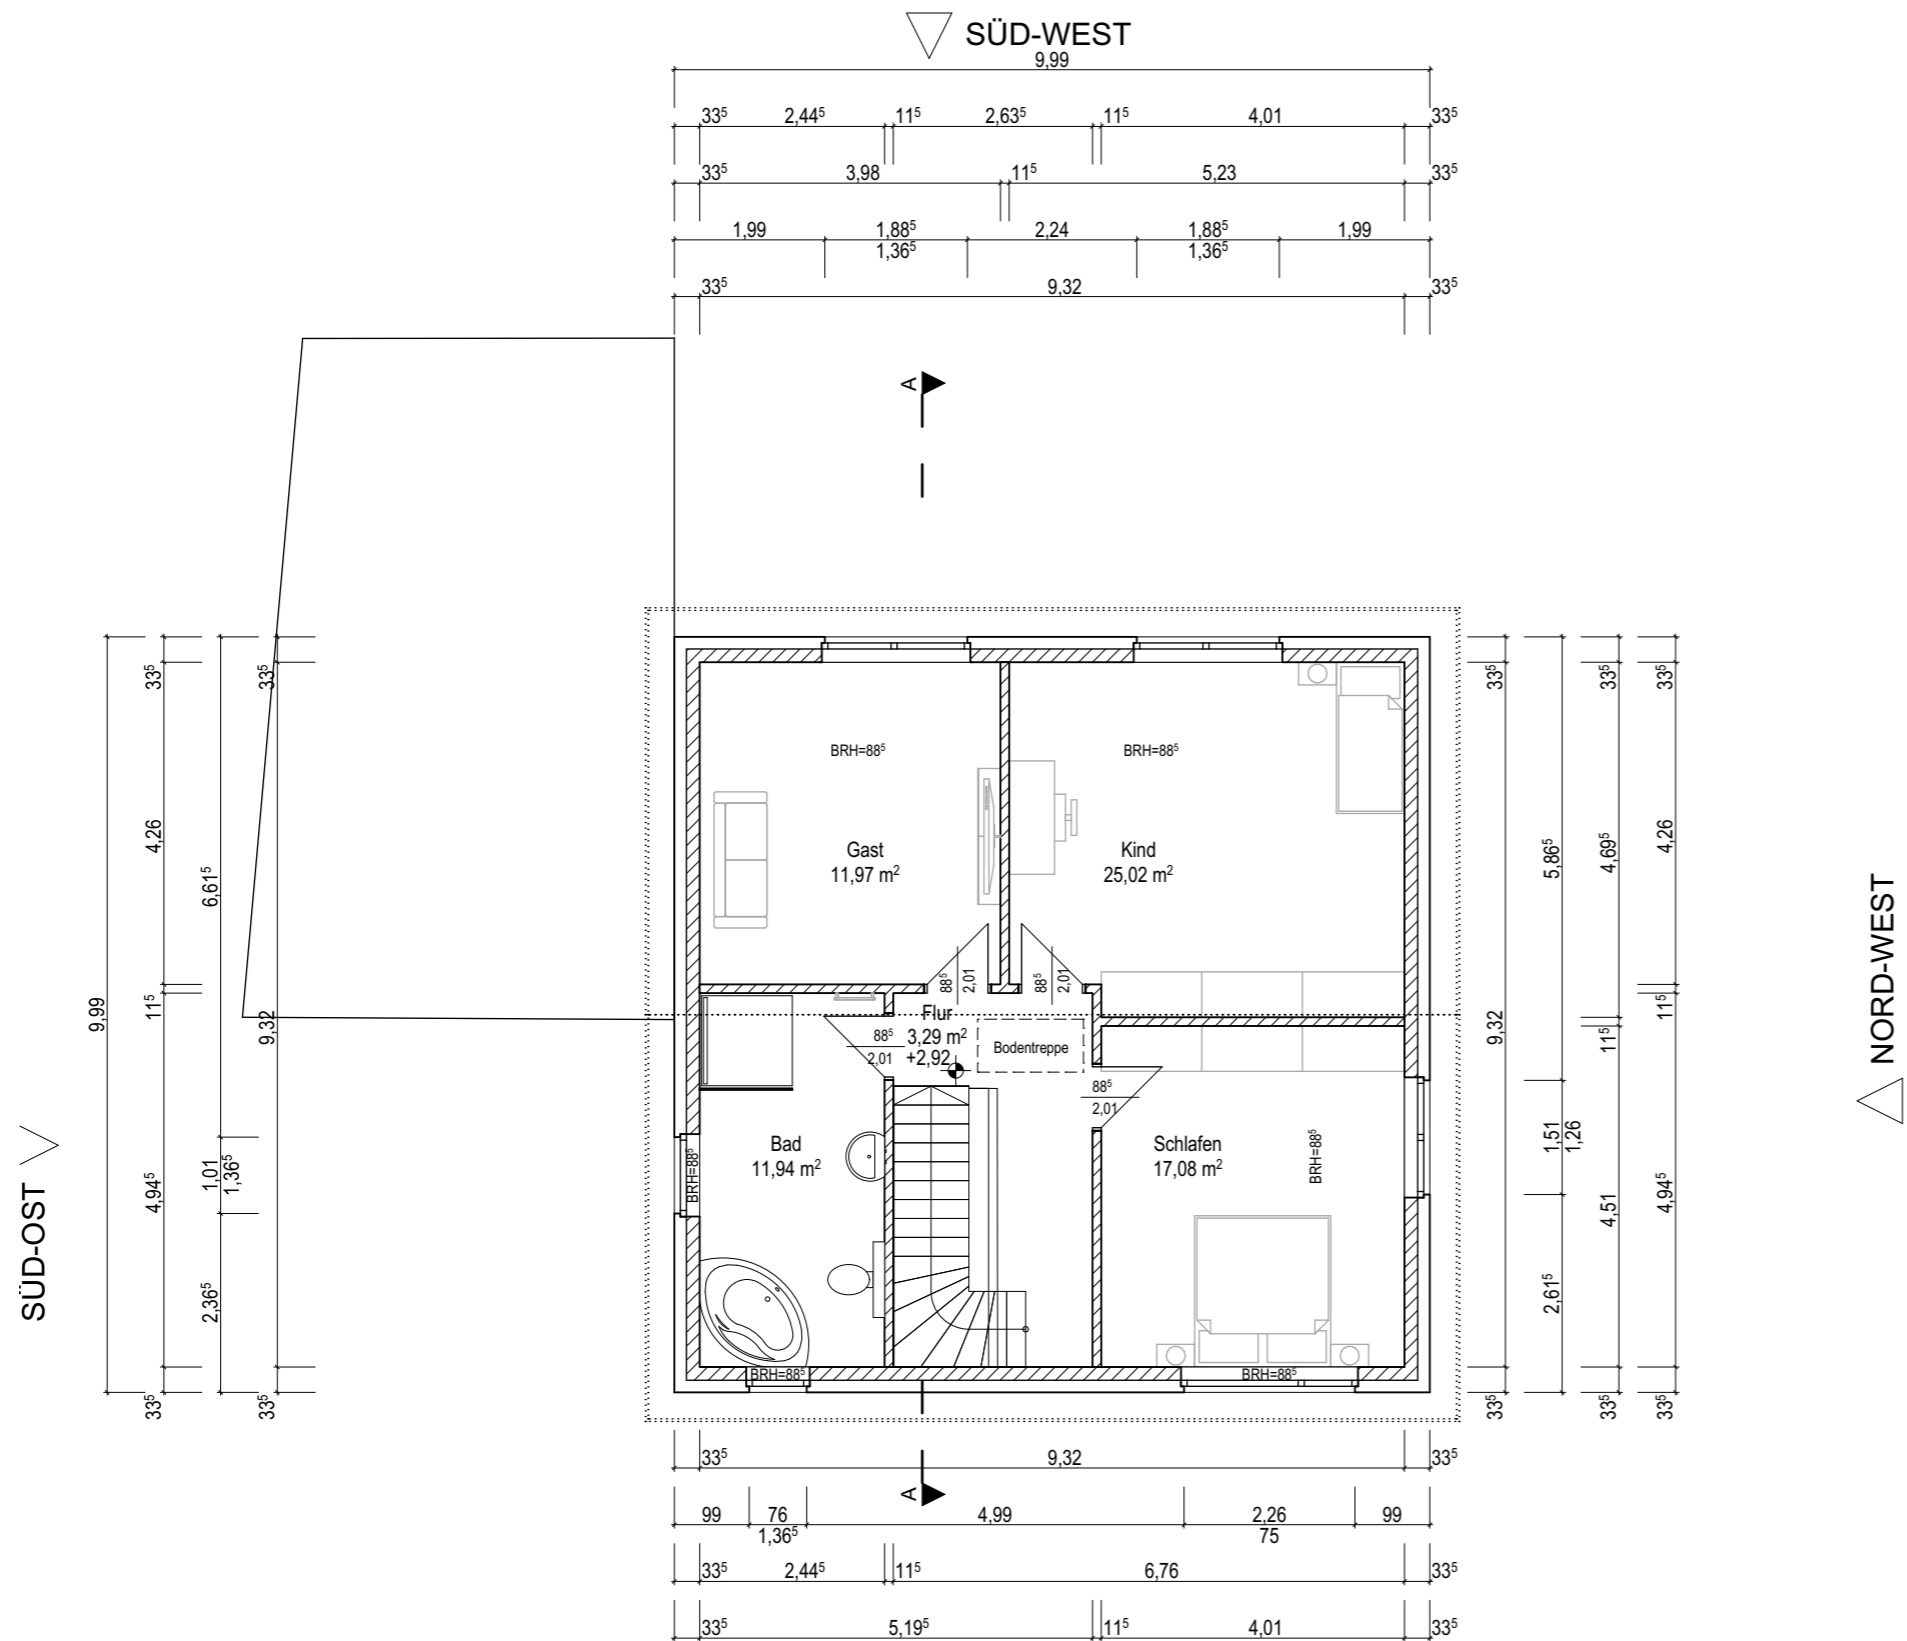 SÜD-WEST
9,99
33⁵ 2,44⁵ 11⁵ 2,63⁵ 11⁵ 4,01 33⁵
33⁵ 3,98 11⁵ 5,23 33⁵
1,99 1,88⁵ 2,24 1,88⁵ 1,99
1,36⁵ 1,36⁵
33⁵ 9,32 33⁵
A
SÜD-OST
9,99
33⁵ 4,26 11⁵ 4,94⁵ 33⁵
6,61⁵ 1,01 2,36⁵
1,36⁵
33⁵ 9,32 33⁵
BRH=88⁵
BRH=88⁵
Gast
11,97 m²
Kind
25,02 m²
88⁵
2,01
88⁵
2,01
Flur
3,29 m²
+2,92
88⁵
2,01
Bodentreppe
88⁵
2,01
Bad
11,94 m²
BRH=88⁵
Schlafen
17,08 m²
BRH=88⁵
BRH=88⁵
BRH=88⁵
33⁵ 9,32 33⁵
5,86⁵ 1,51 2,61⁵
1,26
33⁵ 4,69⁵ 11⁵ 4,51 33⁵
33⁵ 4,26 11⁵ 4,94⁵ 33⁵
NORD-WEST
33⁵ 9,32 33⁵
A
99 76 4,99 2,26 99
1,36⁵ 75
33⁵ 2,44⁵ 11⁵ 6,76 33⁵
33⁵ 5,19⁵ 11⁵ 4,01 33⁵